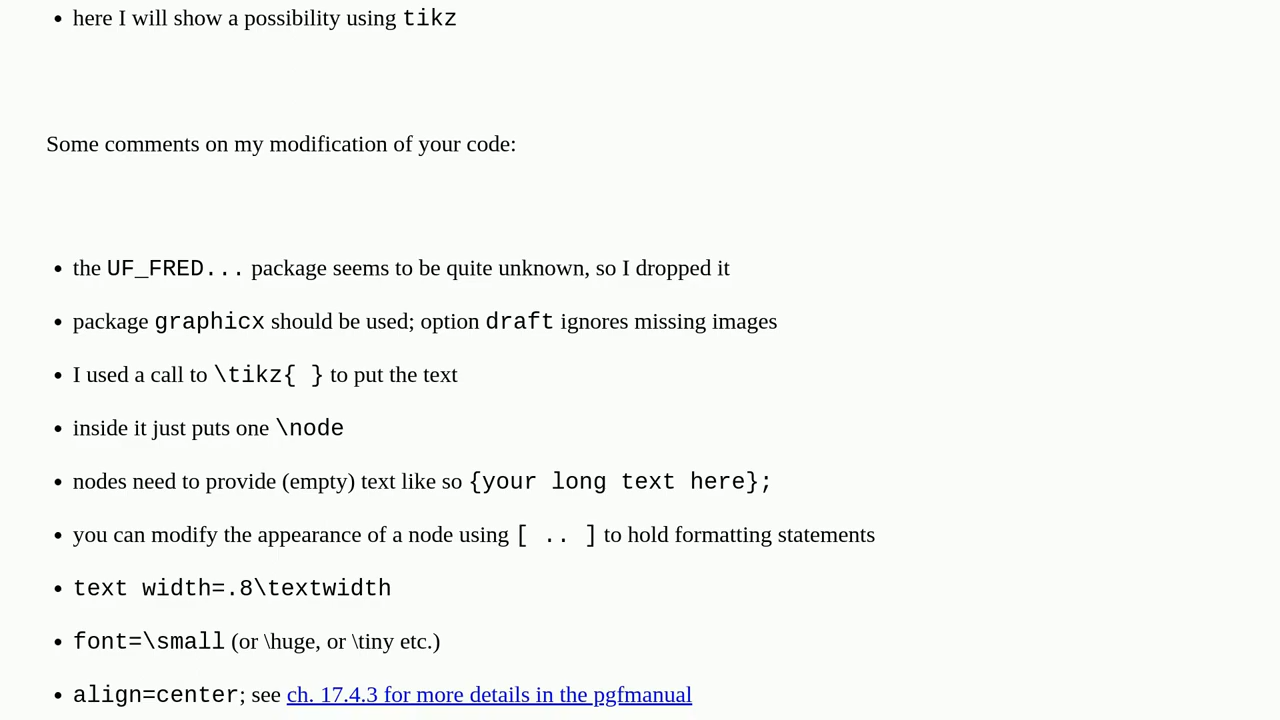 • here I will show a possibility using tikz
Some comments on my modification of your code:
• the UF_FRED... package seems to be quite unknown, so I dropped it
• package graphicx should be used; option draft ignores missing images
• I used a call to \tikz{ } to put the text
• inside it just puts one \node
• nodes need to provide (empty) text like so {your long text here};
• you can modify the appearance of a node using [ .. ] to hold formatting statements
• text width=.8\textwidth
• font=\small (or \huge, or \tiny etc.)
• align=center; see ch. 17.4.3 for more details in the pgfmanual